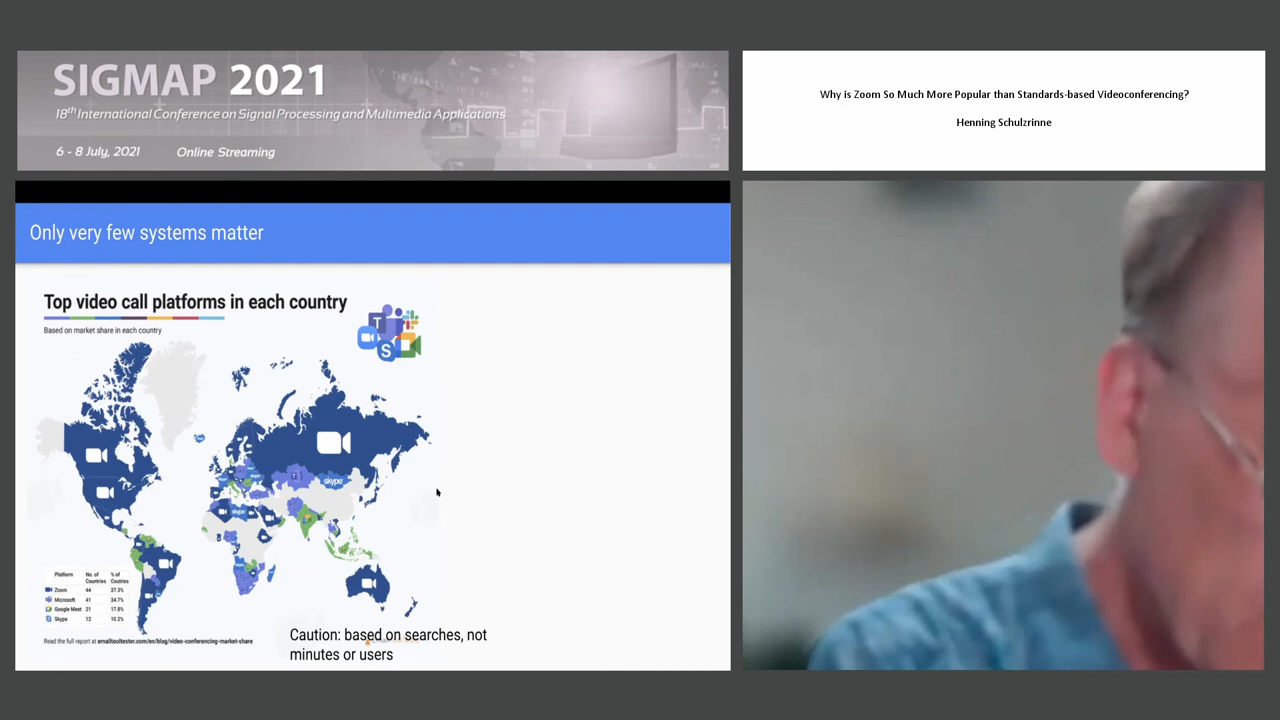 SIGMAP 2021
18th International Conference on Signal Processing and Multimedia Applications
6 - 8 July, 2021 Online Streaming
Why is Zoom So Much More Popular than Standards-based Videoconferencing?
Henning Schulzrinne
Only very few systems matter
Top video call platforms in each country
Based on market share in each country
T
S
T
skype
skype
Platform No. of Countries % of Coutries
Zoom 44 37.3%
Microsoft 41 34.7%
Google Meet 21 17.8%
Skype 12 10.2%
Read the full report at emailtooltester.com/en/blog/video-conferencing-market-share
Caution: based on searches, not
minutes or users